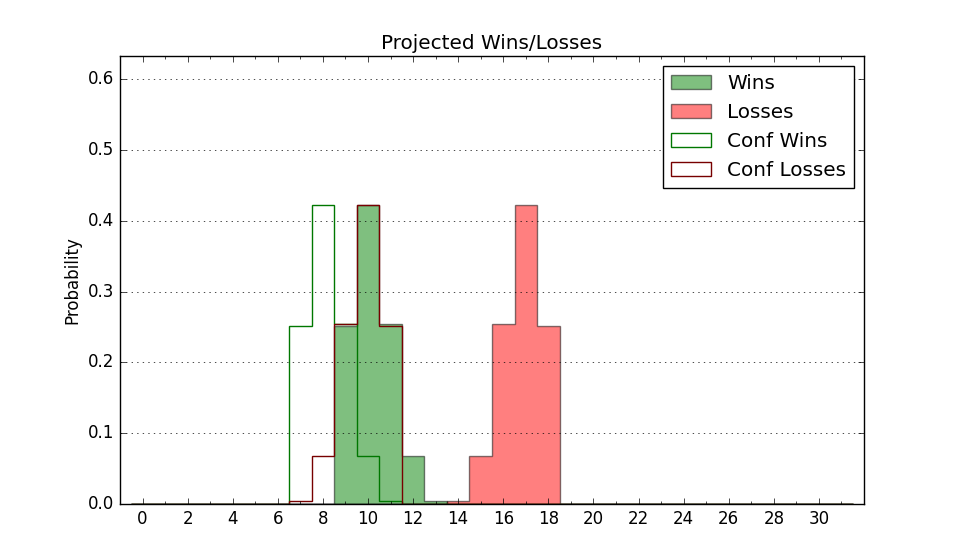 Projected Wins/Losses
Wins
Losses
Conf Wins
Conf Losses
Probability
0.6
0.5
0.4
0.3
0.2
0.1
0.0
0 2 4 6 8 10 12 14 16 18 20 22 24 26 28 30